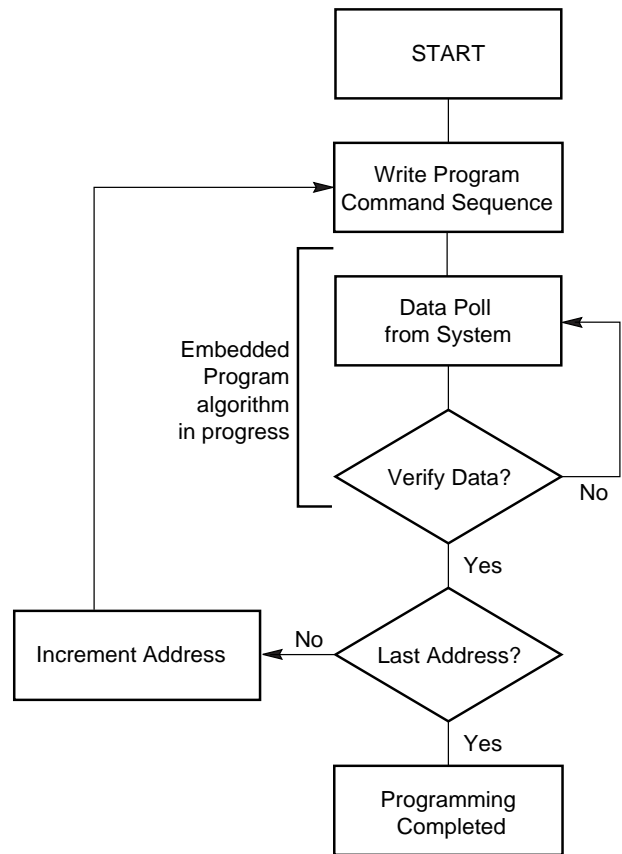 START
Write Program
Command Sequence
Data Poll
from System
Embedded
Program
algorithm
in progress
Verify Data?
No
Yes
Increment Address
No
Last Address?
Yes
Programming
Completed